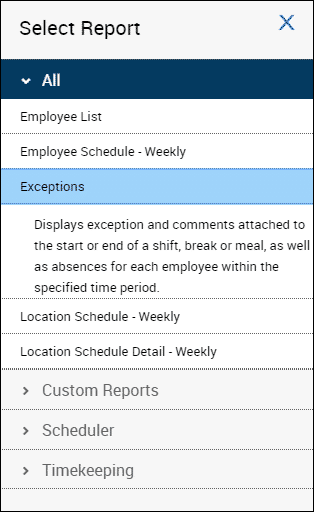 Select Report
X
All
Employee List
Employee Schedule - Weekly
Exceptions
Displays exception and comments attached to
the start or end of a shift, break or meal, as well
as absences for each employee within the
specified time period.
Location Schedule - Weekly
Location Schedule Detail - Weekly
Custom Reports
Scheduler
Timekeeping